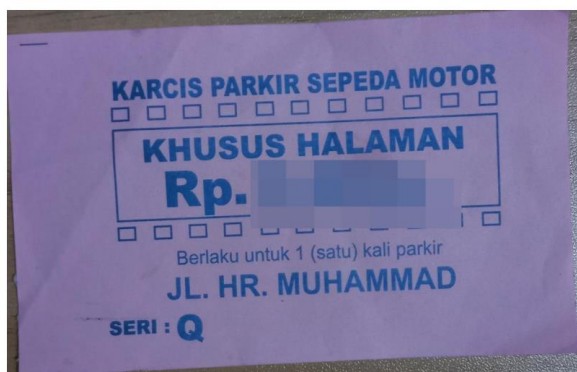 KARCIS PARKIR SEPEDA MOTOR
KHUSUS HALAMAN
Rp.
Berlaku untuk 1 (satu) kali parkir
JL. HR. MUHAMMAD
SERI : Q